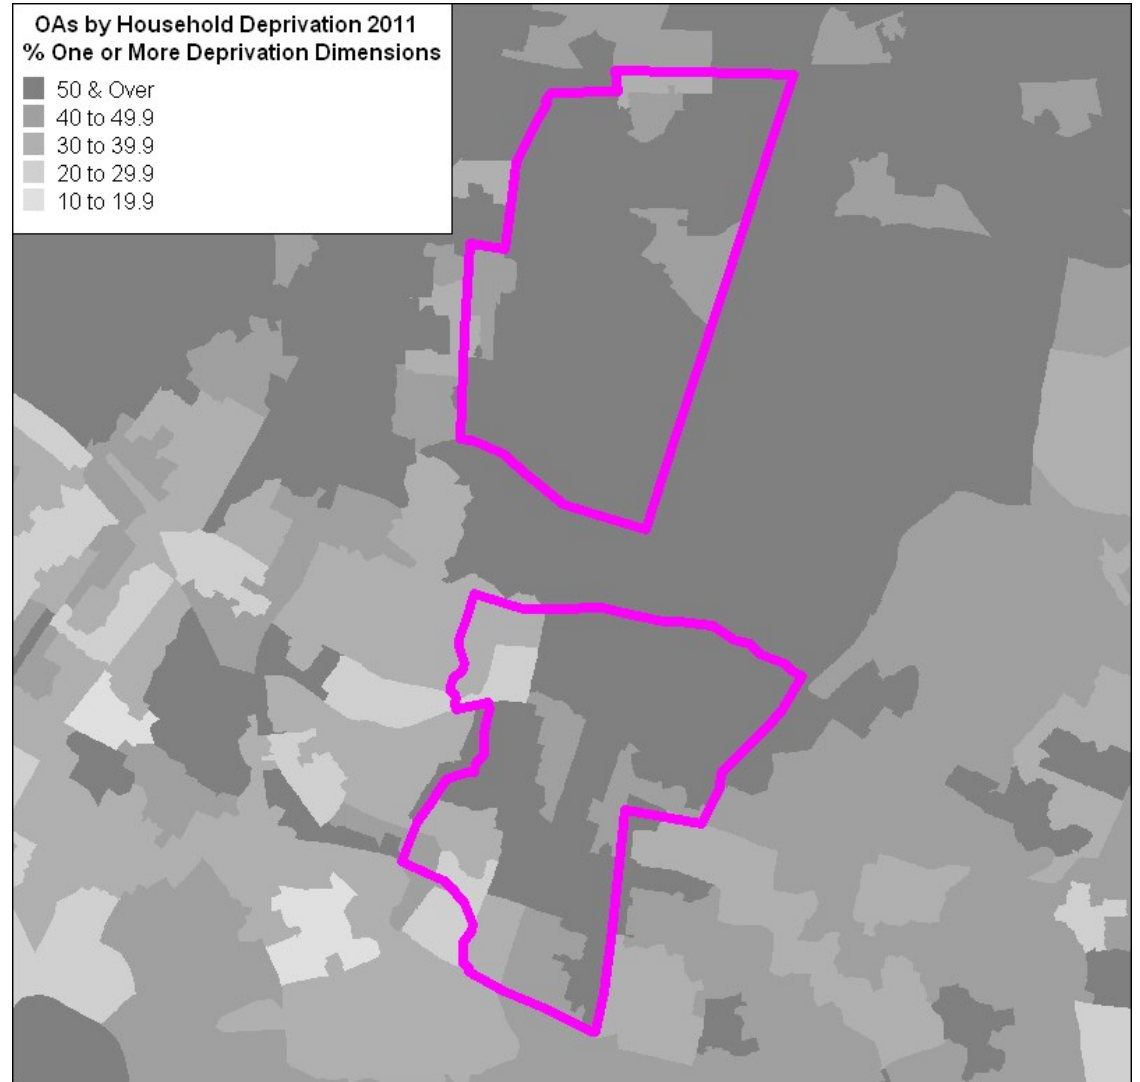 OAs by Household Deprivation 2011
% One or More Deprivation Dimensions
50 & Over
40 to 49.9
30 to 39.9
20 to 29.9
10 to 19.9